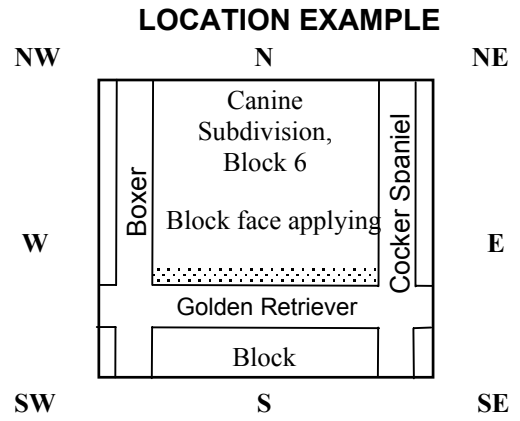 LOCATION EXAMPLE
NW N NE
Canine
Subdivision,
Block 6
Boxer
Block face applying
Cocker Spaniel
W E
Golden Retriever
Block
SW S SE